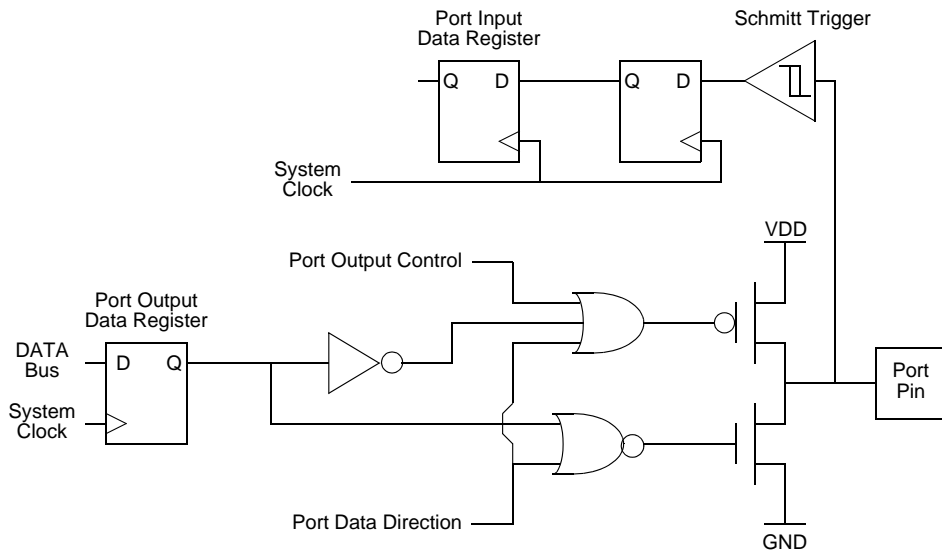 Port Input
Data Register
Schmitt Trigger
Q D
Q D
System
Clock
VDD
Port Output Control
Port Output
Data Register
DATA
Bus
D Q
Port
Pin
System
Clock
Port Data Direction
GND